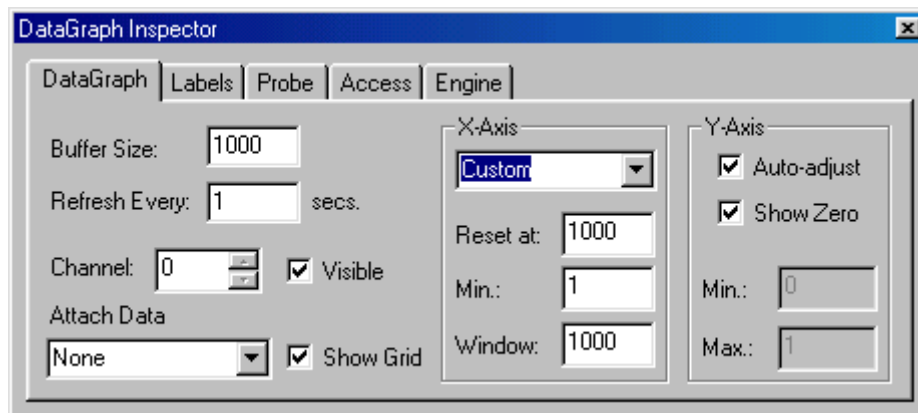 DataGraph Inspector
DataGraph Labels Probe Access Engine
Buffer Size: 1000
Refresh Every: 1 secs.
Channel: 0 Visible
Attach Data
None Show Grid
X-Axis
Custom
Reset at: 1000
Min.: 1
Window: 1000
Y-Axis
Auto-adjust
Show Zero
Min.: 0
Max.: 1